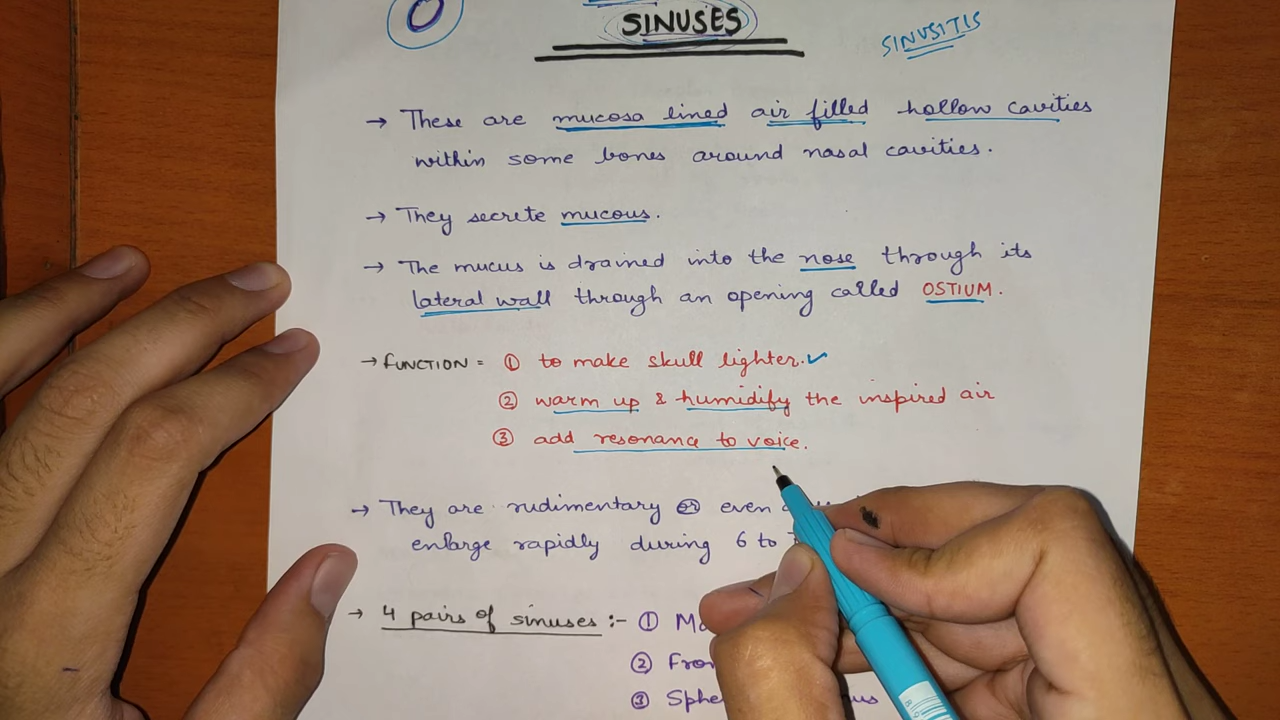 SINUSES
SINUSITIS
→ These are mucosa lined air filled hollow cavities
within some bones around nasal cavities.
→ They secrete mucous.
→ The mucus is drained into the nose through its
lateral wall through an opening called OSTIUM.
→ FUNCTION = ① to make skull lighter. ✓
② warm up & humidify the inspired air
③ add resonance to voice.
→ They are rudimentary or even
enlarge rapidly during 6 to
→ 4 pairs of sinuses :- ①
②
③